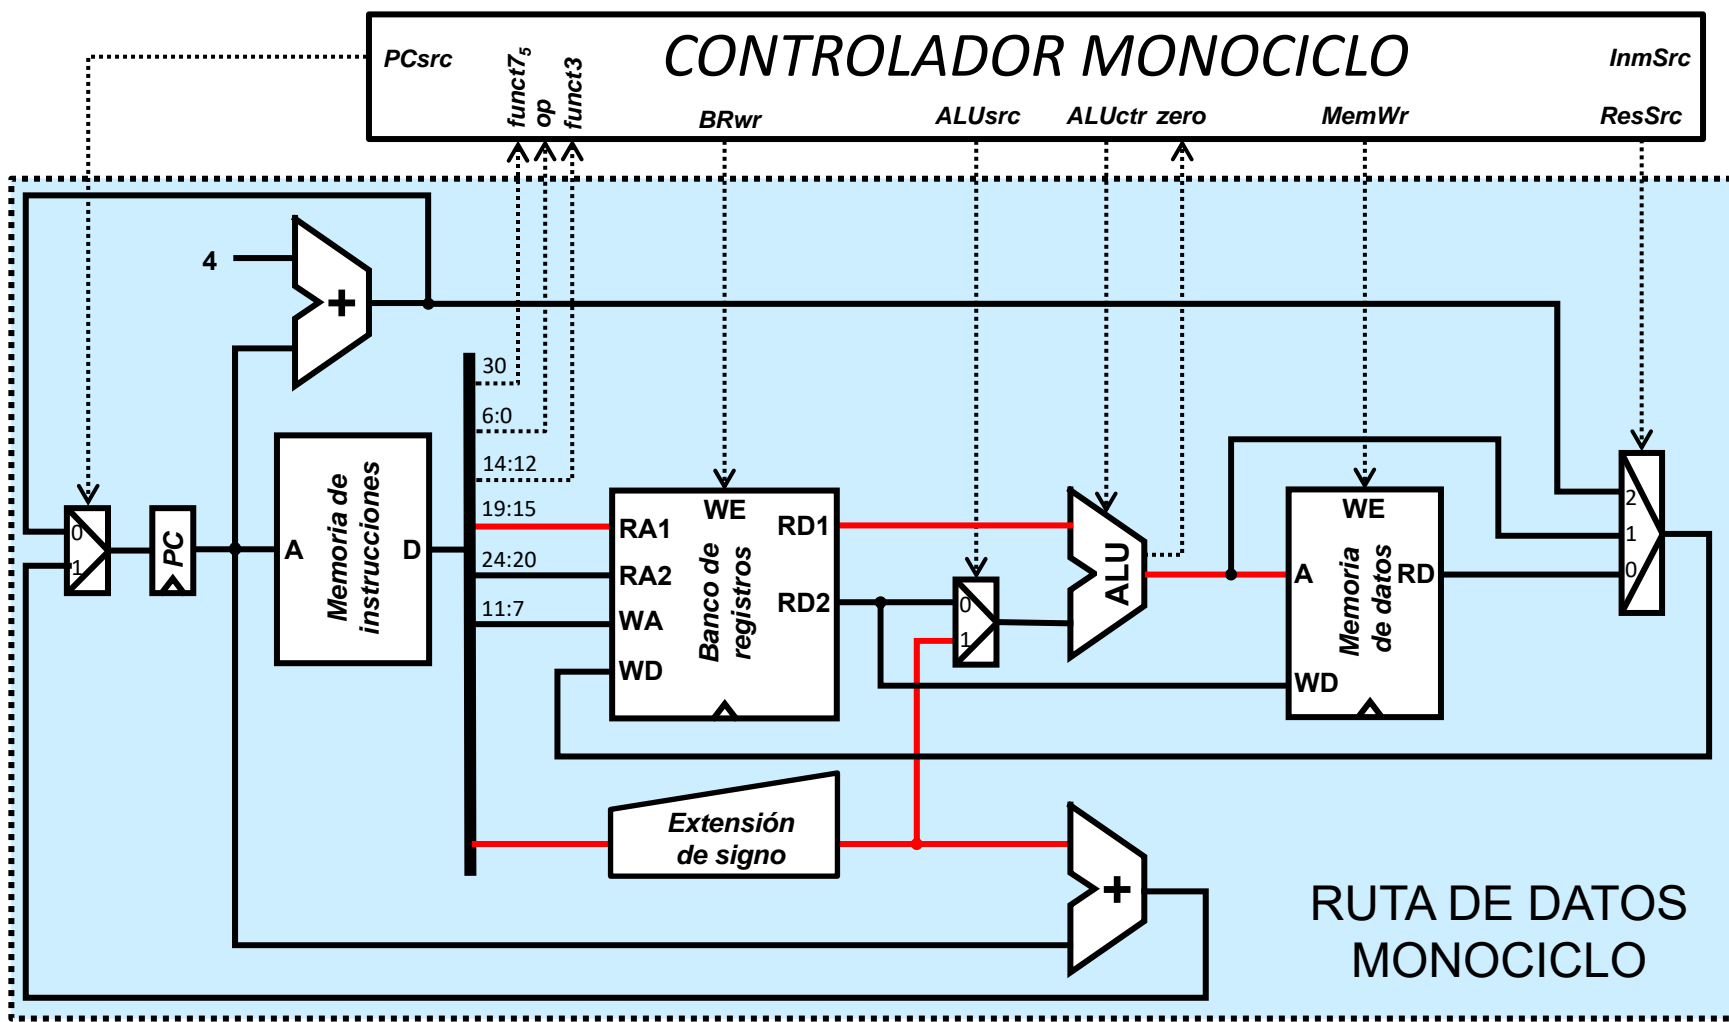 CONTROLADOR MONOCICLO
PCsrc
funct7₅
op
funct3
BRwr
ALUsrc
ALUctr
zero
MemWr
InmSrc
ResSrc
4
+
30
6:0
14:12
19:15
24:20
11:7
0
1
PC
A
Memoria de
instrucciones
D
RA1
RA2
WA
WD
WE
Banco de
registros
RD1
RD2
0
1
ALU
A
WD
WE
Memoria
de datos
RD
2
1
0
Extensión
de signo
+
RUTA DE DATOS
MONOCICLO